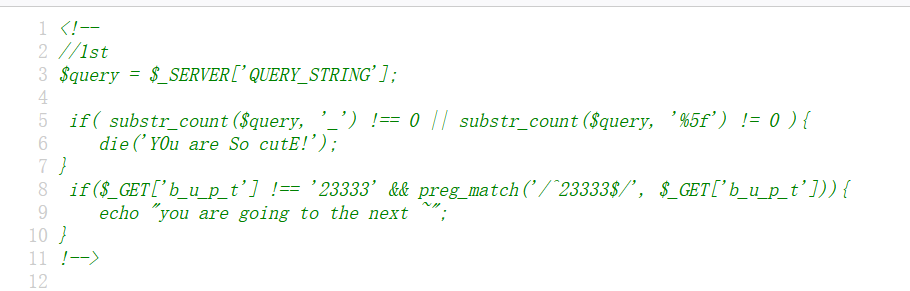 1 <!--
2 //1st
3 $query = $_SERVER['QUERY_STRING'];
4
5 if( substr_count($query, '_') !== 0 || substr_count($query, '%5f') != 0 ){
6 die('Y0u are So cutE!');
7 }
8 if($_GET['b_u_p_t'] !== '23333' && preg_match('/^23333$/', $_GET['b_u_p_t'])){
9 echo "you are going to the next ~";
10 }
11 !-->
12